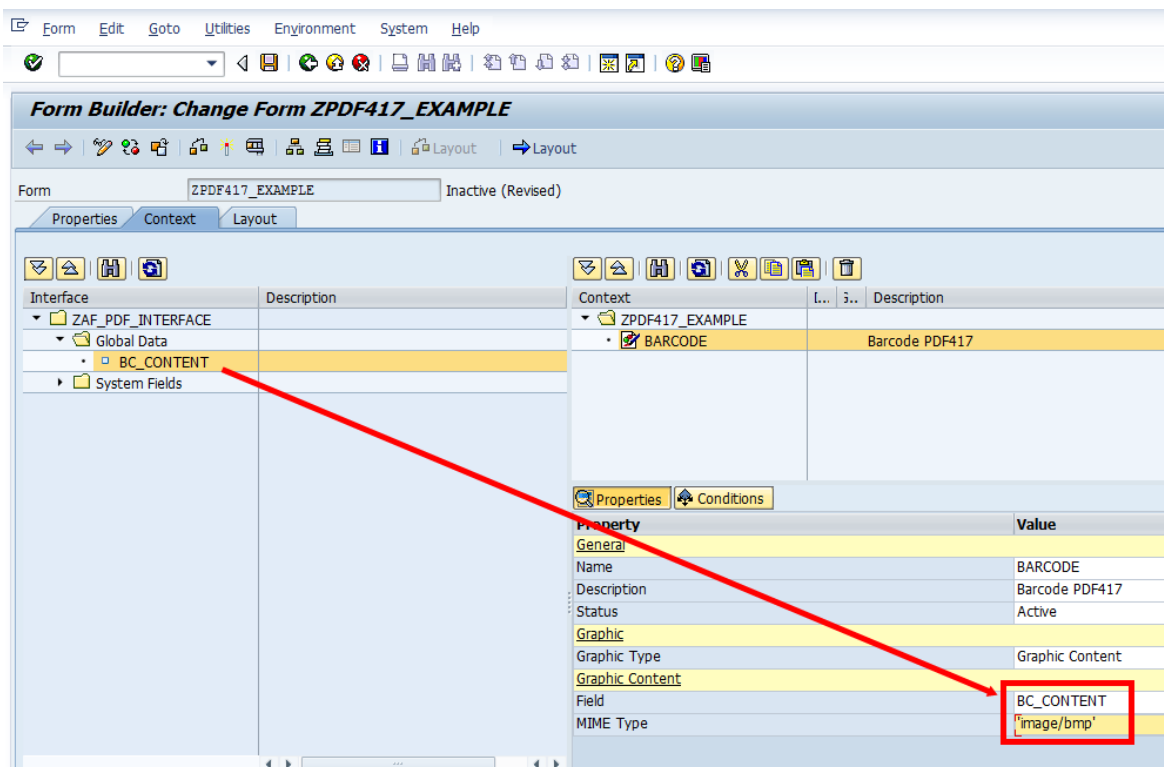 Form Edit Goto Utilities Environment System Help
Form Builder: Change Form ZPDF417_EXAMPLE
Layout Layout
Form ZPDF417_EXAMPLE Inactive (Revised)
Properties Context Layout
Interface Description
ZAF_PDF_INTERFACE
Global Data
BC_CONTENT
System Fields
Context Description
ZPDF417_EXAMPLE
BARCODE Barcode PDF417
Properties Conditions
Property Value
General
Name BARCODE
Description Barcode PDF417
Status Active
Graphic
Graphic Type Graphic Content
Graphic Content
Field BC_CONTENT
MIME Type 'image/bmp'